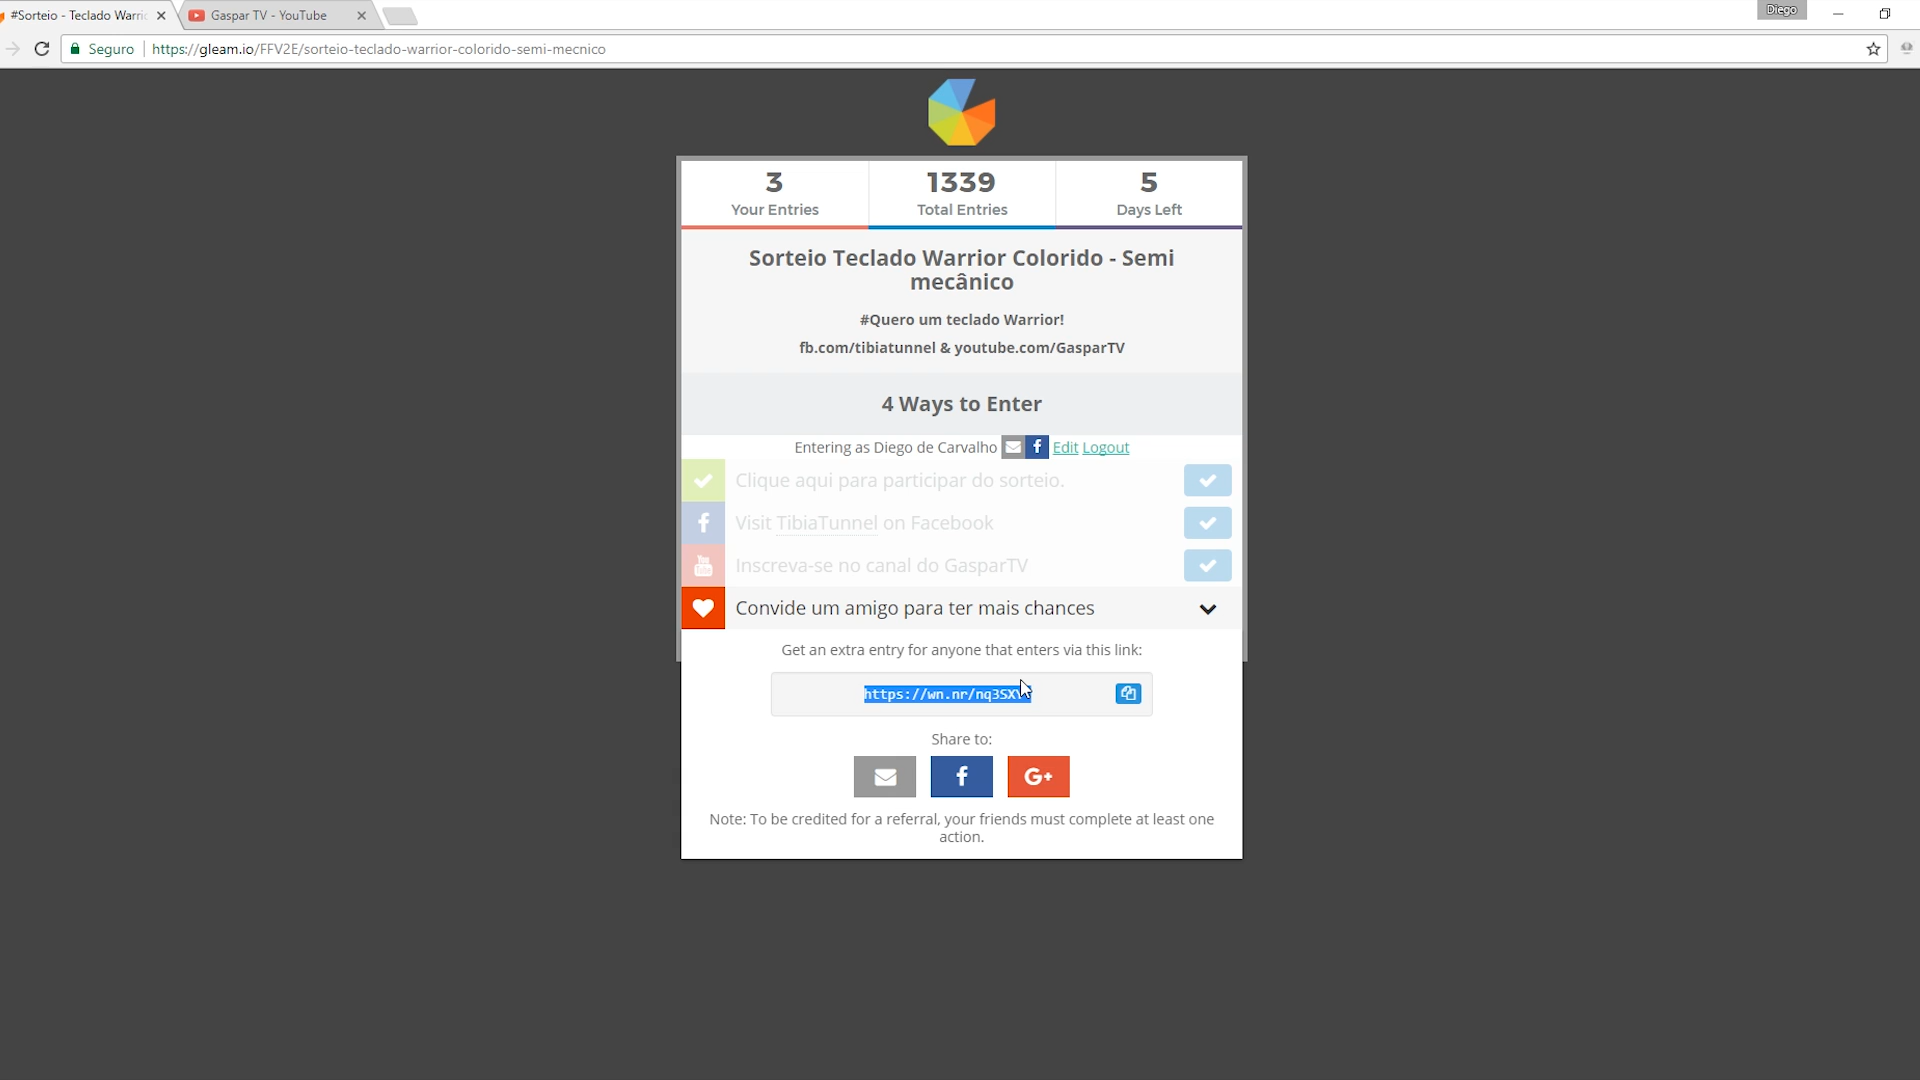 #Sorteio - Teclado Warri
Gaspar TV - YouTube
Diego
Seguro
https://gleam.io/FFV2E/sorteio-teclado-warrior-colorido-semi-mecnico
3
Your Entries
1339
Total Entries
5
Days Left
Sorteio Teclado Warrior Colorido - Semi
mecânico
#Quero um teclado Warrior!
fb.com/tibiatunnel & youtube.com/GasparTV
4 Ways to Enter
Entering as Diego de Carvalho
Edit Logout
Clique aqui para participar do sorteio.
Visit TibiaTunnel on Facebook
Inscreva-se no canal do GasparTV
Convide um amigo para ter mais chances
Get an extra entry for anyone that enters via this link:
Share to:
G+
Note: To be credited for a referral, your friends must complete at least one
action.